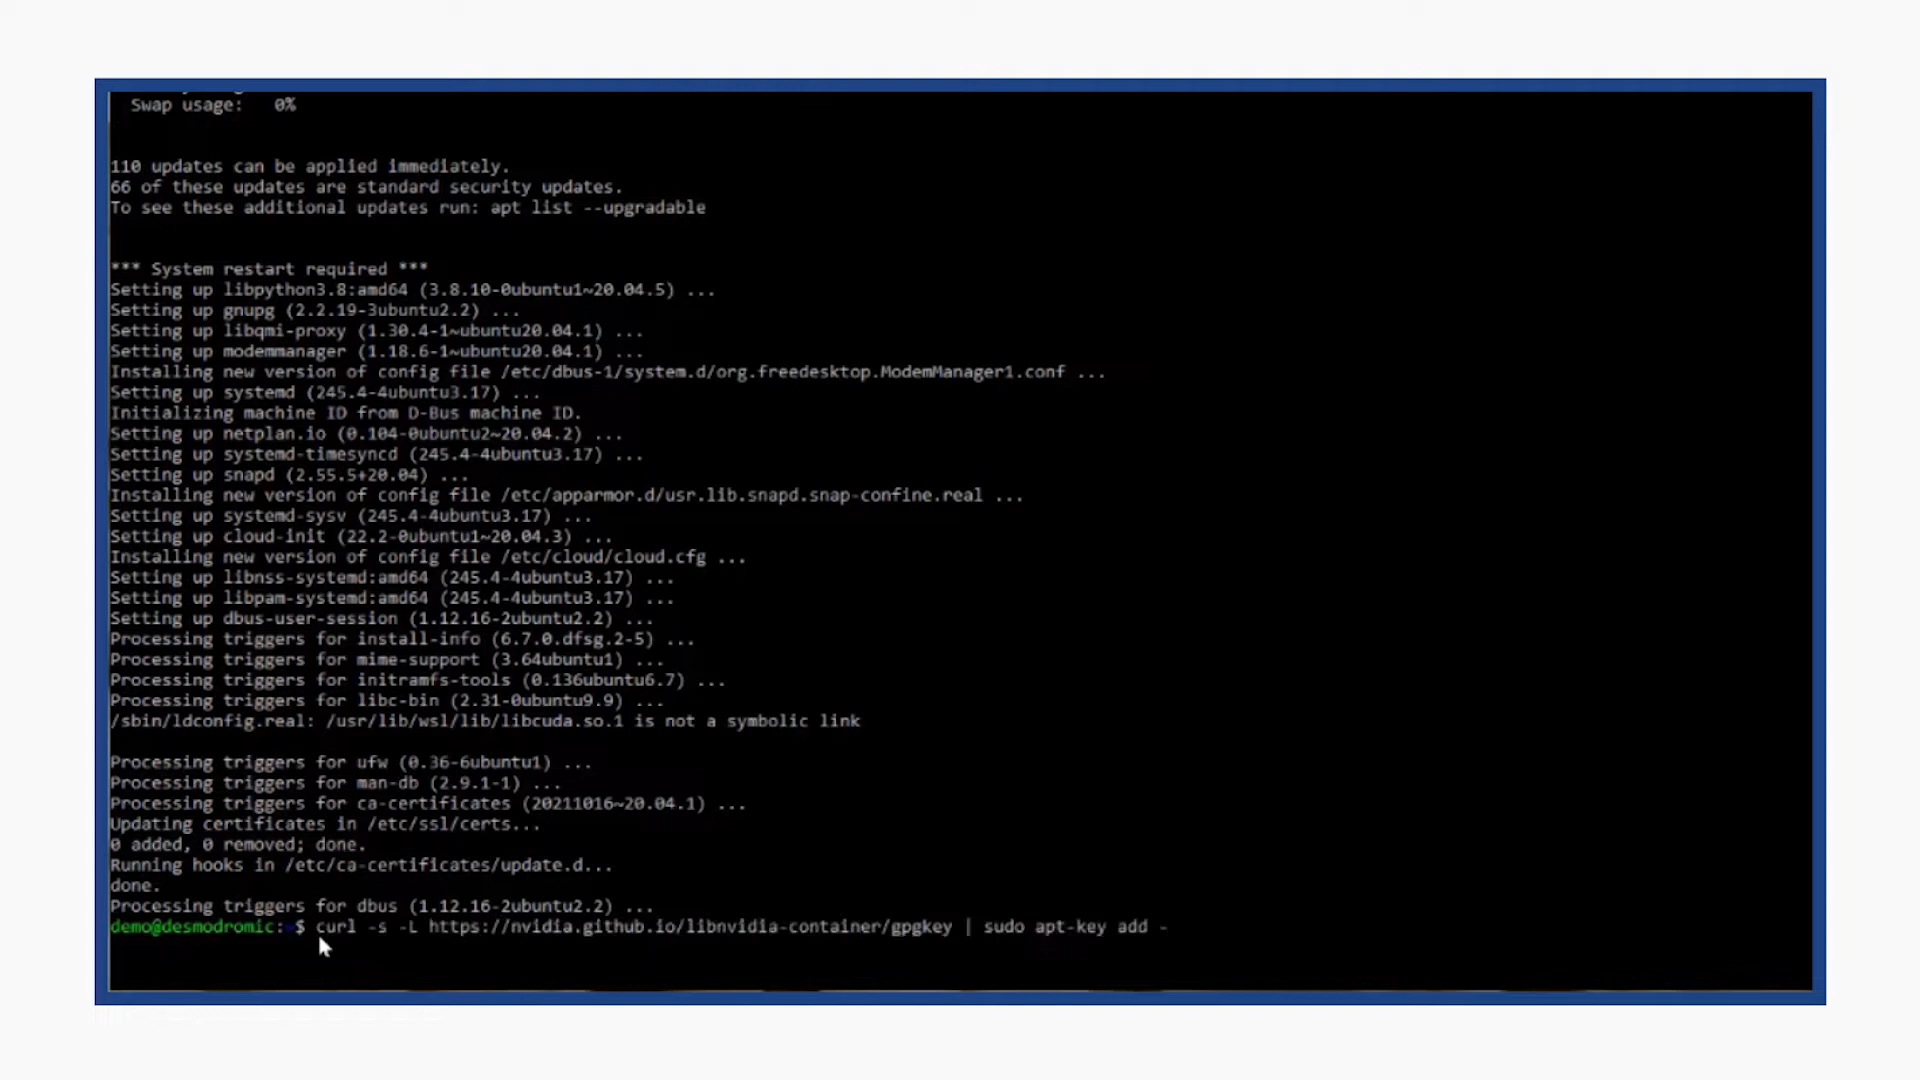 Swap usage:   0%
110 updates can be applied immediately.
66 of these updates are standard security updates.
To see these additional updates run: apt list --upgradable
*** System restart required ***
Setting up libpython3.8:amd64 (3.8.10-0ubuntu1~20.04.5) ...
Setting up gnupg (2.2.19-3ubuntu2.2) ...
Setting up libqmi-proxy (1.30.4-1~ubuntu20.04.1) ...
Setting up modemmanager (1.18.6-1~ubuntu20.04.1) ...
Installing new version of config file /etc/dbus-1/system.d/org.freedesktop.ModemManager1.conf ...
Setting up systemd (245.4-4ubuntu3.17) ...
Initializing machine ID from D-Bus machine ID.
Setting up netplan.io (0.104-0ubuntu2~20.04.2) ...
Setting up systemd-timesyncd (245.4-4ubuntu3.17) ...
Setting up snapd (2.55.5+20.04) ...
Installing new version of config file /etc/apparmor.d/usr.lib.snapd.snap-confine.real ...
Setting up systemd-sysv (245.4-4ubuntu3.17) ...
Setting up cloud-init (22.2-0ubuntu1~20.04.3) ...
Installing new version of config file /etc/cloud/cloud.cfg ...
Setting up libnss-systemd:amd64 (245.4-4ubuntu3.17) ...
Setting up libpam-systemd:amd64 (245.4-4ubuntu3.17) ...
Setting up dbus-user-session (1.12.16-2ubuntu2.2) ...
Processing triggers for install-info (6.7.0.dfsg.2-5) ...
Processing triggers for mime-support (3.64ubuntu1) ...
Processing triggers for initramfs-tools (0.136ubuntu6.7) ...
Processing triggers for libc-bin (2.31-0ubuntu9.9) ...
/sbin/ldconfig.real: /usr/lib/wsl/lib/libcuda.so.1 is not a symbolic link
Processing triggers for ufw (0.36-6ubuntu1) ...
Processing triggers for man-db (2.9.1-1) ...
Processing triggers for ca-certificates (20211016~20.04.1) ...
Updating certificates in /etc/ssl/certs...
0 added, 0 removed; done.
Running hooks in /etc/ca-certificates/update.d...
done.
Processing triggers for dbus (1.12.16-2ubuntu2.2) ...
demo@desmodromic:~$ curl -s -L https://nvidia.github.io/libnvidia-container/gpgkey | sudo apt-key add -